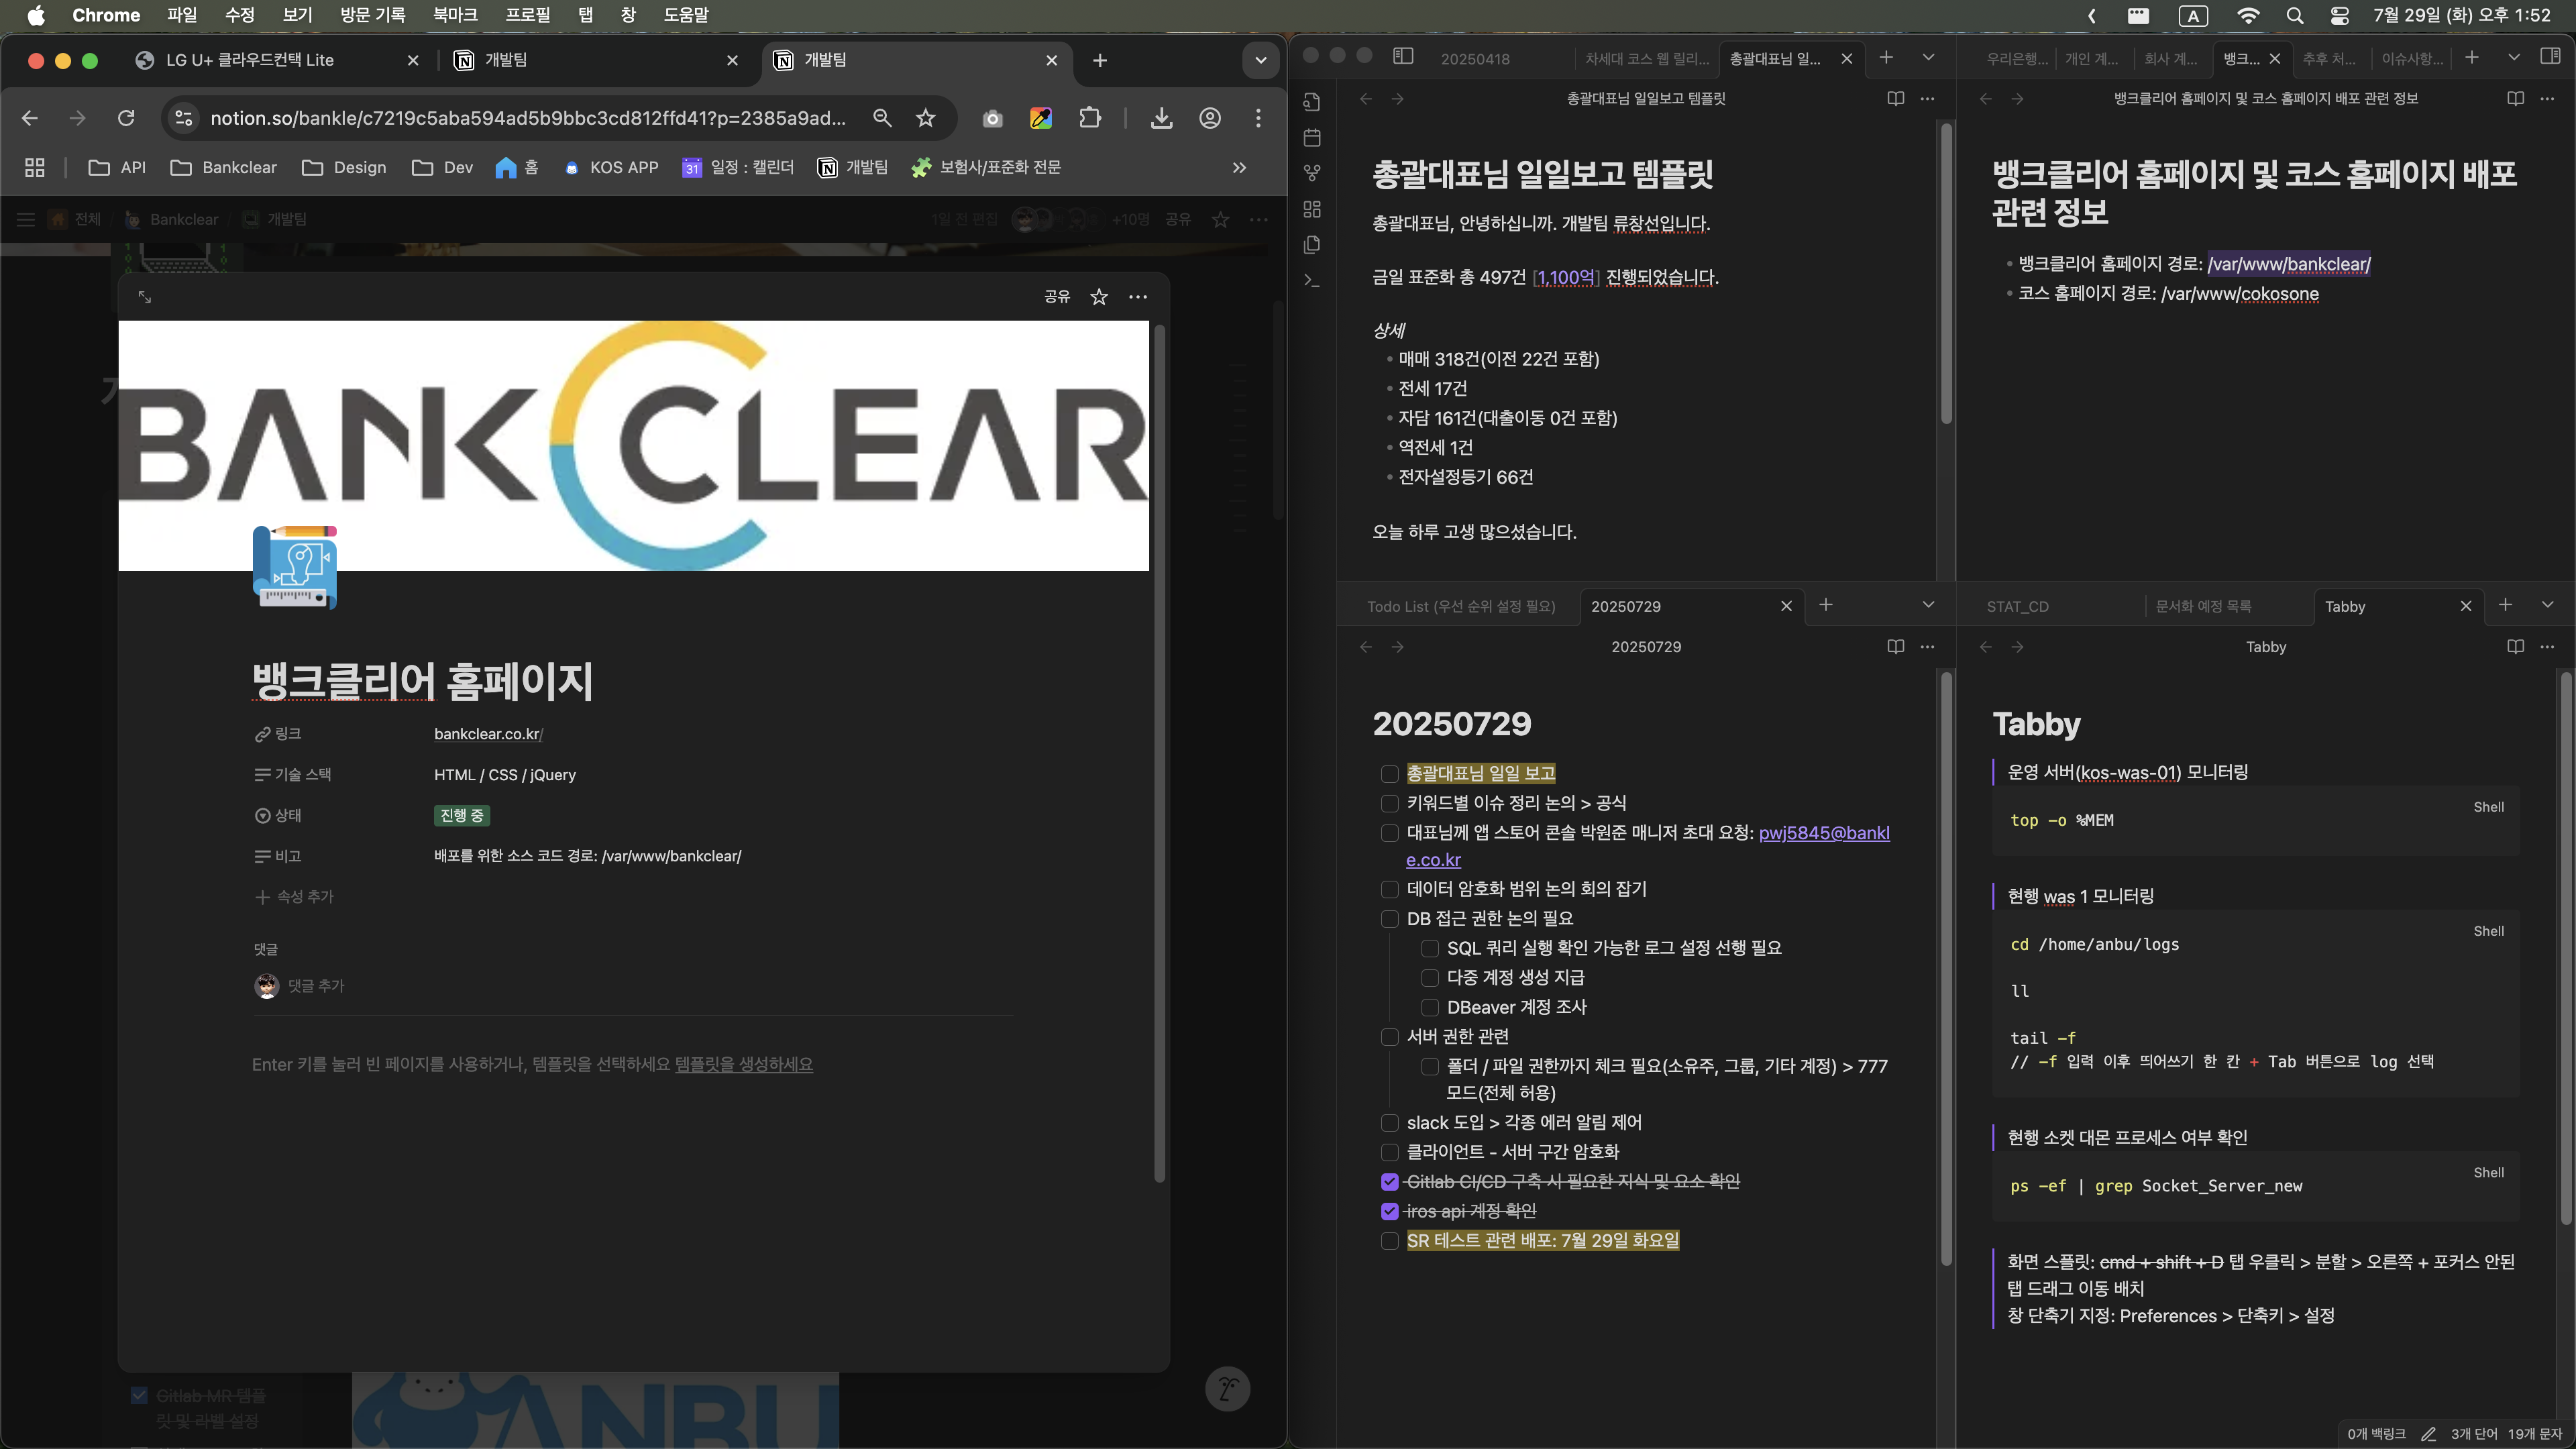 Chrome 파일 수정 보기 방문 기록 북마크 프로필 탭 창 도움말
A 7월 29일 (화) 오후 1:52
LG U+ 클라우드컨택 Lite
개발팀
개발팀
notion.so/bankle/c7219c5aba594ad5b9bbc3cd812ffd41?p=2385a9ad...
API Bankclear Design Dev 홈 KOS APP 31 일정 : 캘린더 개발팀 보험사/표준화 전문
전체 / Bankclear / 개발팀
1일 전 편집 +10명 공유
공유
BANKCLEAR
뱅크클리어 홈페이지
링크 bankclear.co.kr/
기술 스택 HTML / CSS / jQuery
상태 진행 중
비고 배포를 위한 소스 코드 경로: /var/www/bankclear/
속성 추가
댓글
댓글 추가
Enter 키를 눌러 빈 페이지를 사용하거나, 템플릿을 선택하세요 템플릿을 생성하세요
Gitlab MR 템플
릿 및 라벨 설정
ANBU
20250418 차세대 코스 웹 릴리... 총괄대표님 일...
총괄대표님 일일보고 템플릿
총괄대표님 일일보고 템플릿
총괄대표님, 안녕하십니까. 개발팀 류창선입니다.
금일 표준화 총 497건 [1,100억] 진행되었습니다.
상세
• 매매 318건(이전 22건 포함)
• 전세 17건
• 자담 161건(대출이동 0건 포함)
• 역전세 1건
• 전자설정등기 66건
오늘 하루 고생 많으셨습니다.
우리은행... 개인 계... 회사 계... 뱅크... 추후 처... 이슈사항...
뱅크클리어 홈페이지 및 코스 홈페이지 배포 관련 정보
뱅크클리어 홈페이지 및 코스 홈페이지 배포
관련 정보
• 뱅크클리어 홈페이지 경로: /var/www/bankclear/
• 코스 홈페이지 경로: /var/www/cokosone
Todo List (우선 순위 설정 필요) 20250729
20250729
20250729
총괄대표님 일일 보고
키워드별 이슈 정리 논의 > 공식
대표님께 앱 스토어 콘솔 박원준 매니저 초대 요청: pwj5845@bankl
e.co.kr
데이터 암호화 범위 논의 회의 잡기
DB 접근 권한 논의 필요
SQL 쿼리 실행 확인 가능한 로그 설정 선행 필요
다중 계정 생성 지급
DBeaver 계정 조사
서버 권한 관련
폴더 / 파일 권한까지 체크 필요(소유주, 그룹, 기타 계정) > 777
모드(전체 허용)
slack 도입 > 각종 에러 알림 제어
클라이언트 - 서버 구간 암호화
Gitlab CI/CD 구축 시 필요한 지식 및 요소 확인
iros api 계정 확인
SR 테스트 관련 배포: 7월 29일 화요일
STAT_CD 문서화 예정 목록 Tabby
Tabby
Tabby
운영 서버(kos-was-01) 모니터링
Shell
top -o %MEM
현행 was 1 모니터링
Shell
cd /home/anbu/logs
ll
tail -f
// -f 입력 이후 띄어쓰기 한 칸 + Tab 버튼으로 log 선택
현행 소켓 대몬 프로세스 여부 확인
Shell
ps -ef | grep Socket_Server_new
화면 스플릿: cmd + shift + D 탭 우클릭 > 분할 > 오른쪽 + 포커스 안된
탭 드래그 이동 배치
창 단축기 지정: Preferences > 단축키 > 설정
0개 백링크 3개 단어 19개 문자